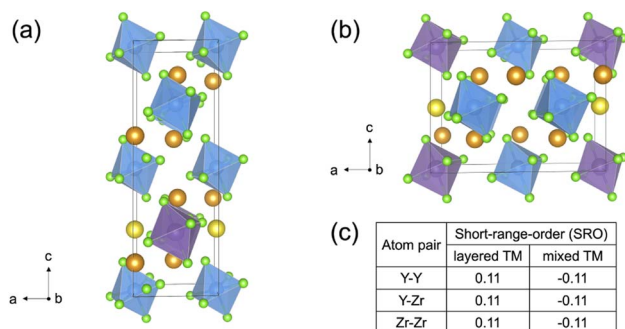 (a)
c
a b
(b)
c
a b
(c)
Atom pair Short-range-order (SRO)
layered TM mixed TM
Y-Y 0.11 -0.11
Y-Zr 0.11 -0.11
Zr-Zr 0.11 -0.11